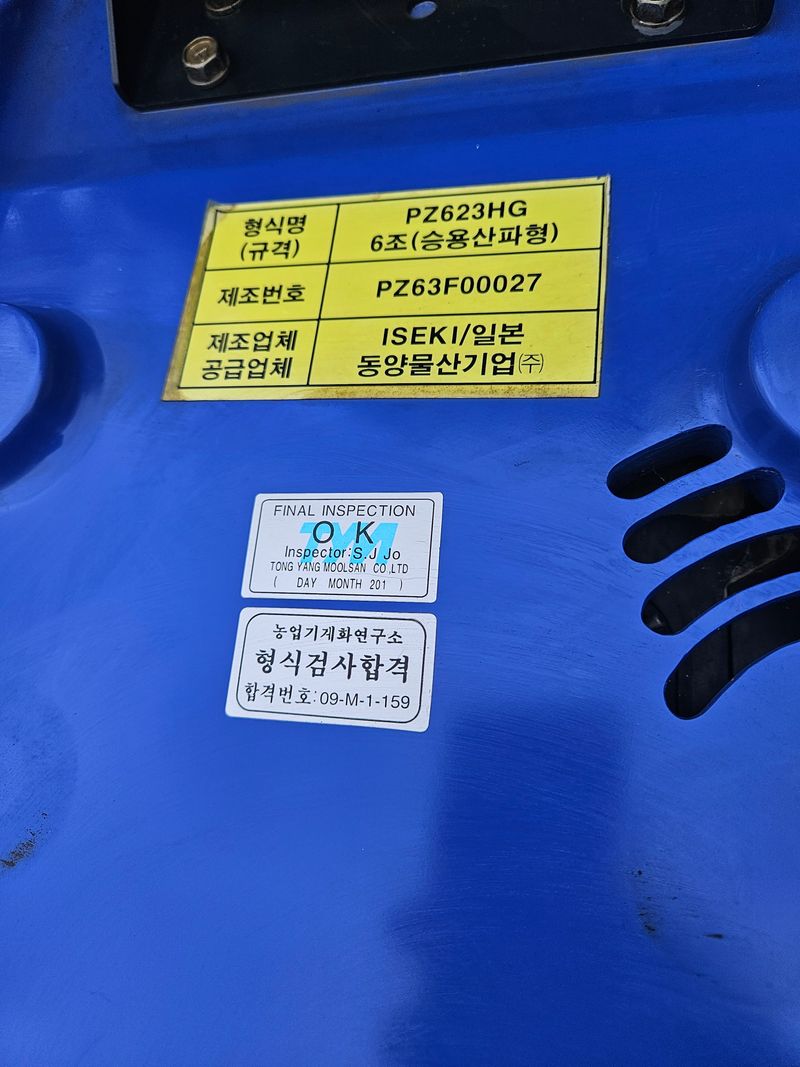 형식명
(규격)
PZ623HG
6조(승용산파형)
제조번호
PZ63F00027
제조업체
공급업체
ISEKI/일본
동양물산기업㈜
FINAL INSPECTION
TYM
O K
Inspector:S.J Jo
TONG YANG MOOLSAN CO.,LTD
( DAY MONTH 201 )
농업기계화연구소
형식검사합격
합격번호:09-M-1-159